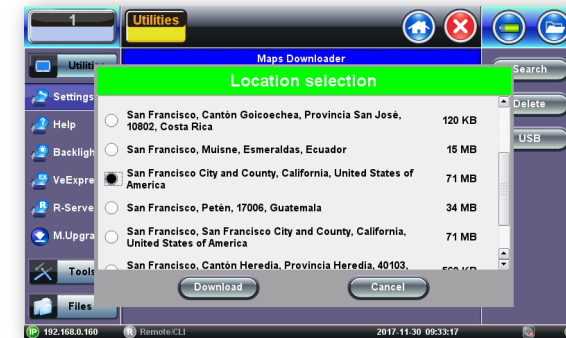 1
Utilities
Maps Downloader
Utiliti
Search
Location selection
Settings
Delete
San Francisco, Cantón Goicoechea, Provincia San José,
10802, Costa Rica
120 KB
Help
USB
San Francisco, Muisne, Esmeraldas, Ecuador
15 MB
Backligh
San Francisco City and County, California, United States of
America
71 MB
VeExpre
San Francisco, Petén, 17006, Guatemala
34 MB
R-Serve
San Francisco, San Francisco City and County, California,
United States of America
71 MB
M.Upgra
San Francisco, Cantón Heredia, Provincia Heredia, 40103,
560 KB
Tools
Download
Cancel
Files
IP 192.168.0.160
R Remote/CLI
2017-11-30 09:33:17